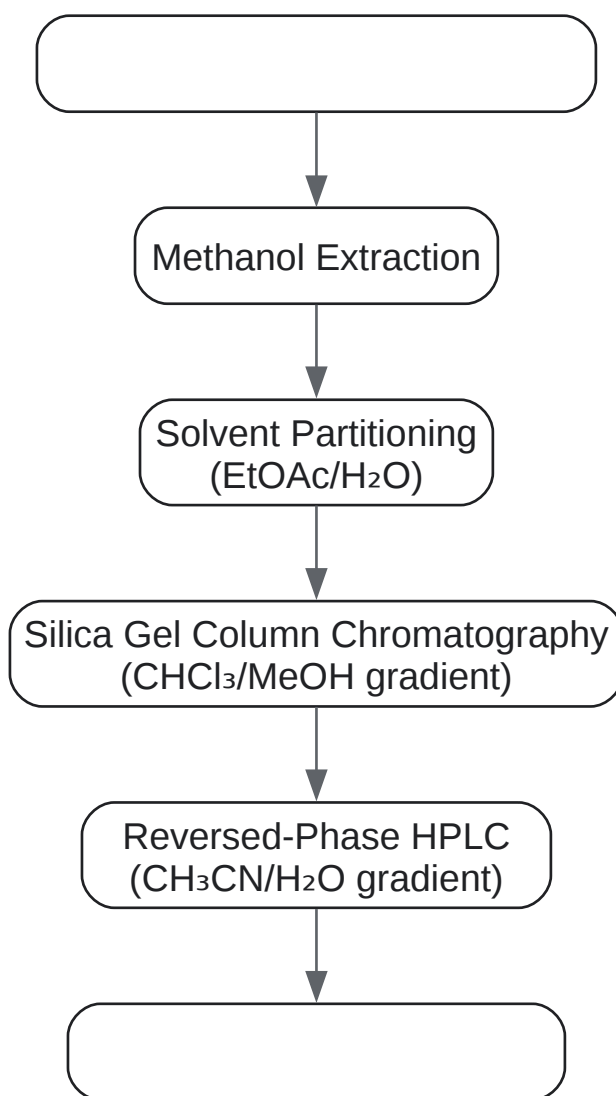 Methanol Extraction
Solvent Partitioning
(EtOAc/H₂O)
Silica Gel Column Chromatography
(CHCl₃/MeOH gradient)
Reversed-Phase HPLC
(CH₃CN/H₂O gradient)